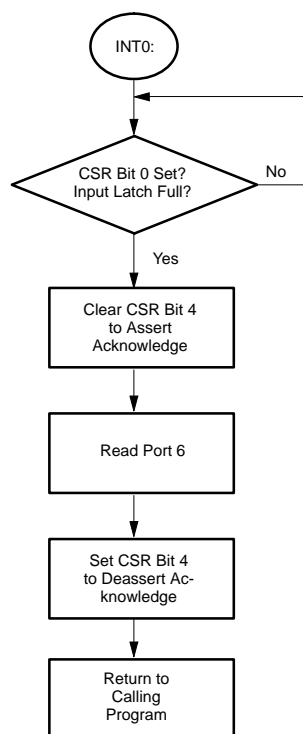 INT0:
CSR Bit 0 Set?
Input Latch Full?
No
Yes
Clear CSR Bit 4
to Assert
Acknowledge
Read Port 6
Set CSR Bit 4
to Deassert Ac-
knowledge
Return to
Calling
Program